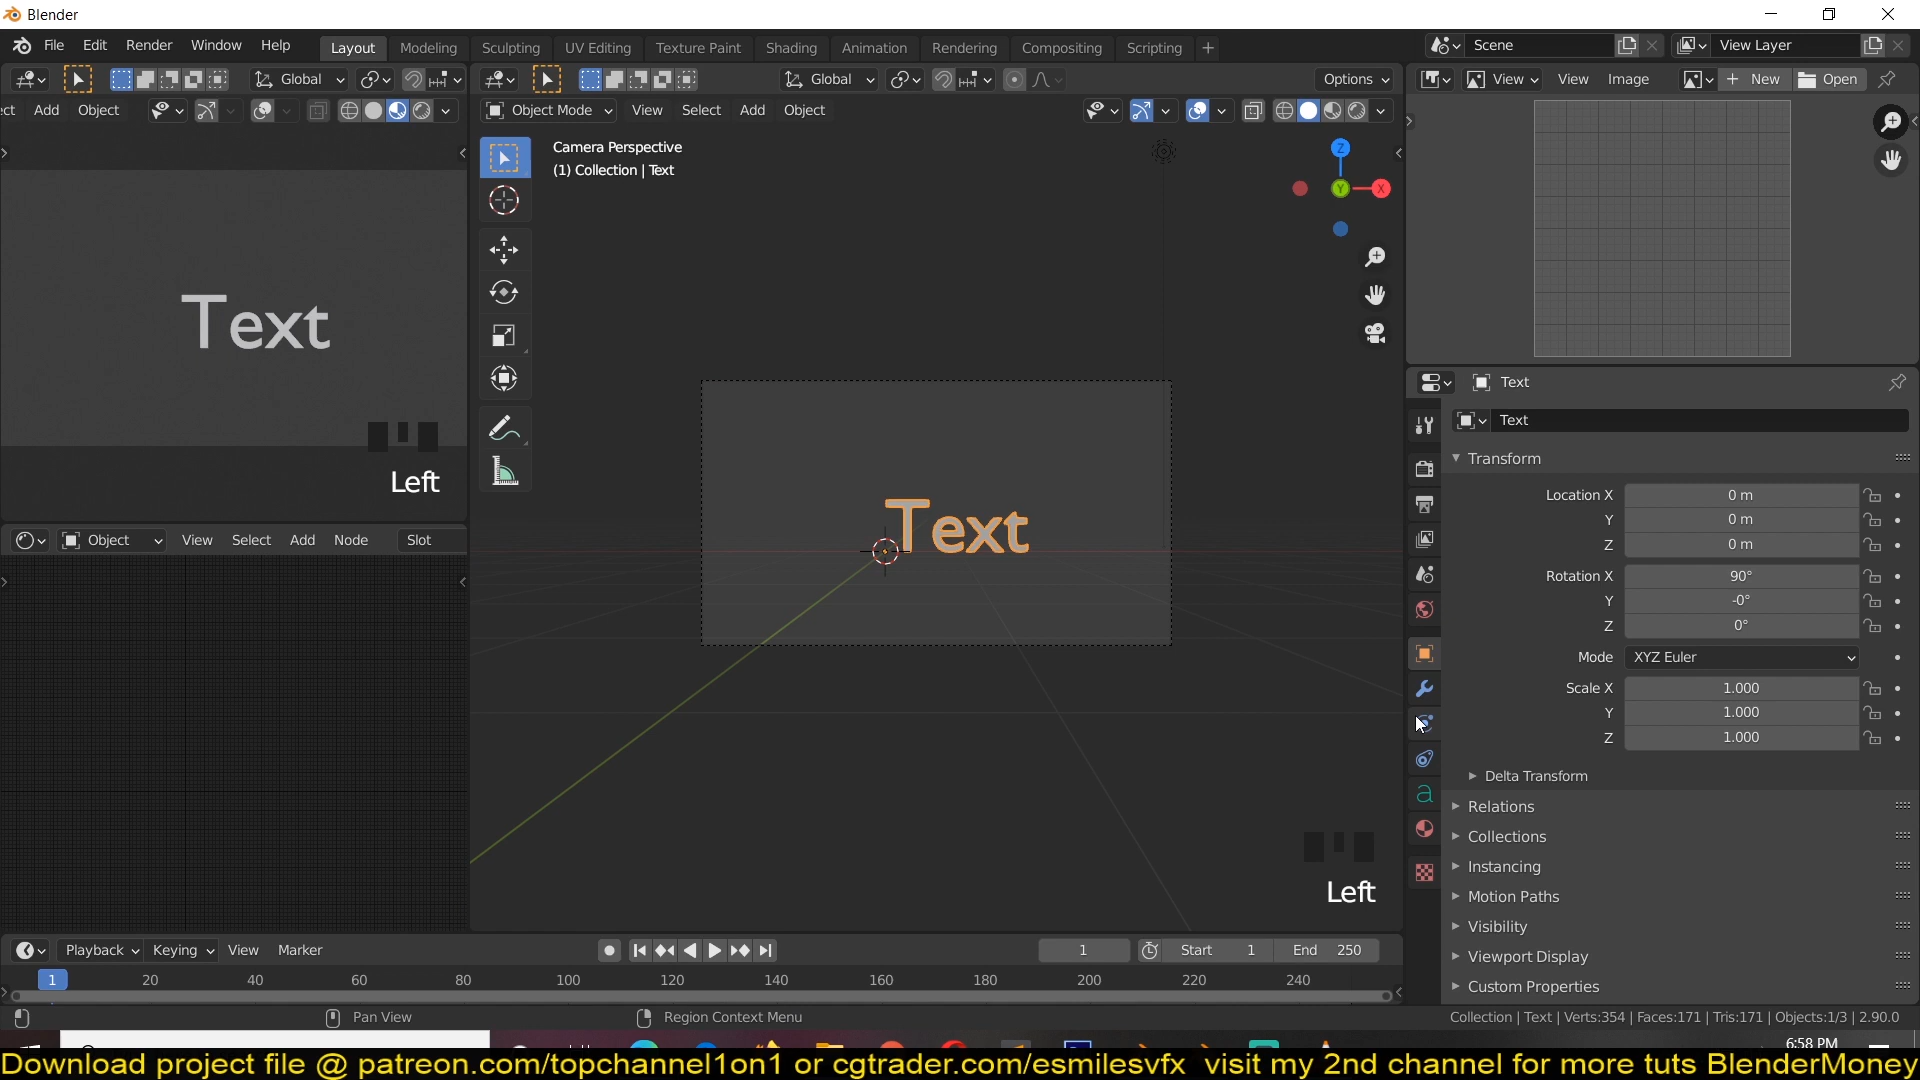 Blender
File Edit Render Window Help Layout Modeling Sculpting UV Editing Texture Paint Shading Animation Rendering Compositing Scripting + Scene View Layer
Global Global Options View View Image New Open
ct Add Object Object Mode View Select Add Object
Camera Perspective
(1) Collection | Text
Z
Y X
Text
Left
Text
Left
Text
Text
Transform
Location X 0 m
Y 0 m
Z 0 m
Rotation X 90°
Y -0°
Z 0°
Mode XYZ Euler
Scale X 1.000
Y 1.000
Z 1.000
Delta Transform
Relations
Collections
Instancing
Motion Paths
Visibility
Viewport Display
Custom Properties
Object View Select Add Node Slot
Playback Keying View Marker 1 Start 1 End 250
1 20 40 60 80 100 120 140 160 180 200 220 240
Pan View Region Context Menu Collection | Text | Verts:354 | Faces:171 | Tris:171 | Objects:1/3 | 2.90.0
6:58 PM
Download project file @ patreon.com/topchannel1on1 or cgtrader.com/esmilesvfx visit my 2nd channel for more tuts BlenderMoney